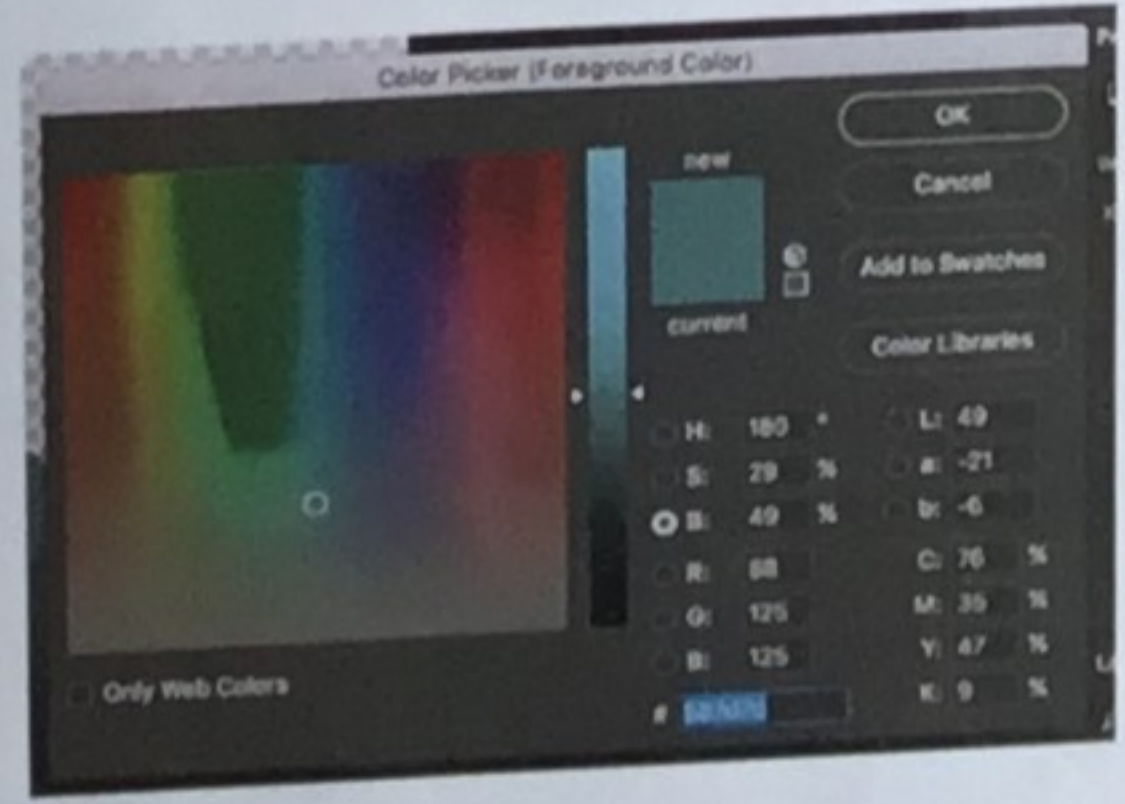 Color Picker (Foreground Color)
OK
new
Cancel
Add to Swatches
current
Color Libraries
H: 180 °
S: 29 %
B: 49 %
R: 88
G: 125
B: 125
#
L: 49
a: -21
b: -6
C: 76 %
M: 35 %
Y: 47 %
K: 9 %
Only Web Colors